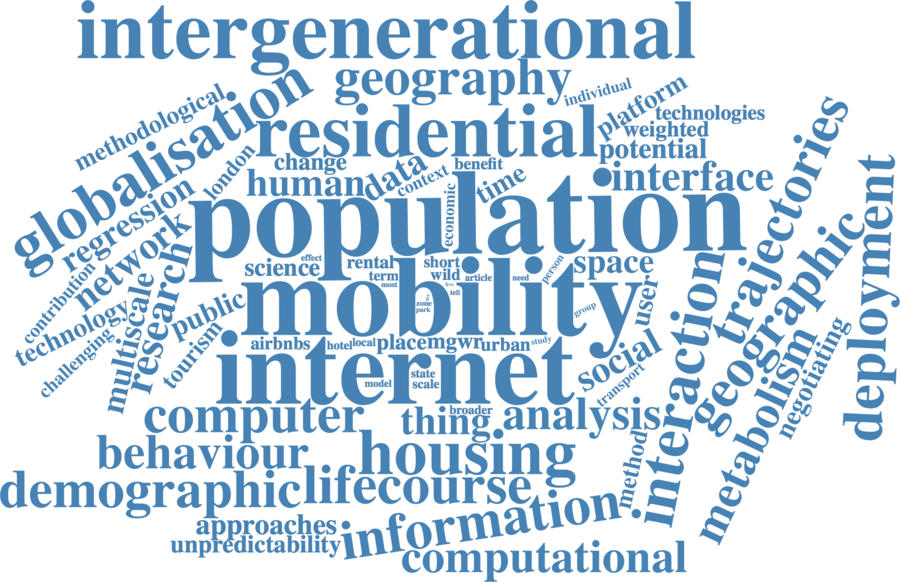 intergenerational
geography
individual
platform
methodological
globalisation
residential
technologies
weighted
potential
london
change
data
benefit
context
human
time
interface
trajectories
regression
population
economic
network
science
effect
rental
short
person
space
term
wild
article
need
most
live
tell
contribution
research
mobility
zone
park
group
user
geographic
deployment
technology
multiscale
public
tourism
challenging
airbnbs
hotel
local
place
mgwr
urban
study
internet
social
interaction
transport
model
state
scale
metabolism
negotiating
computer
thing
broader
analysis
behaviour
housing
method
demographic
lifecourse
information
approaches
unpredictability
computational